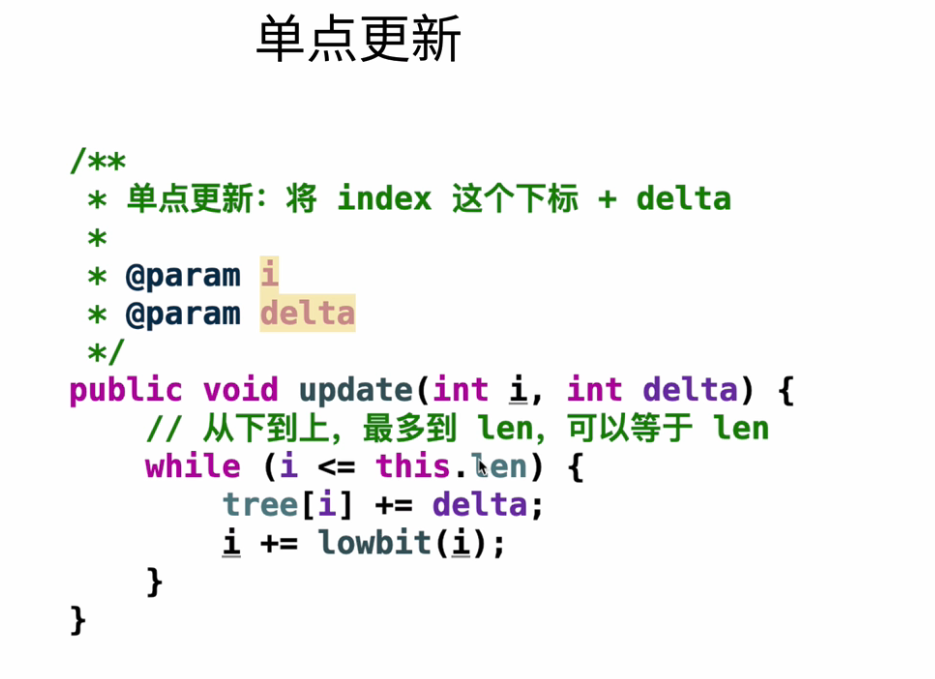 单点更新
/**
 * 单点更新：将 index 这个下标 + delta
 *
 * @param i
 * @param delta
 */
public void update(int i, int delta) {
    // 从下到上，最多到 len，可以等于 len
    while (i <= this.len) {
        tree[i] += delta;
        i += lowbit(i);
    }
}